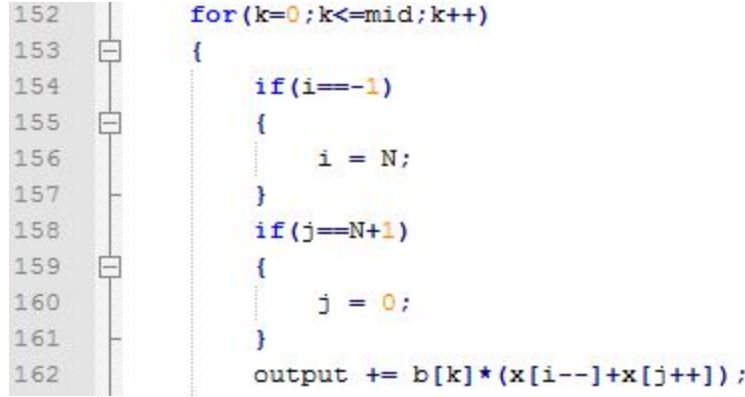 152 for(k=0;k<=mid;k++)
153 {
154 if(i==-1)
155 {
156 i = N;
157 }
158 if(j==N+1)
159 {
160 j = 0;
161 }
162 output += b[k]*(x[i--]+x[j++]);